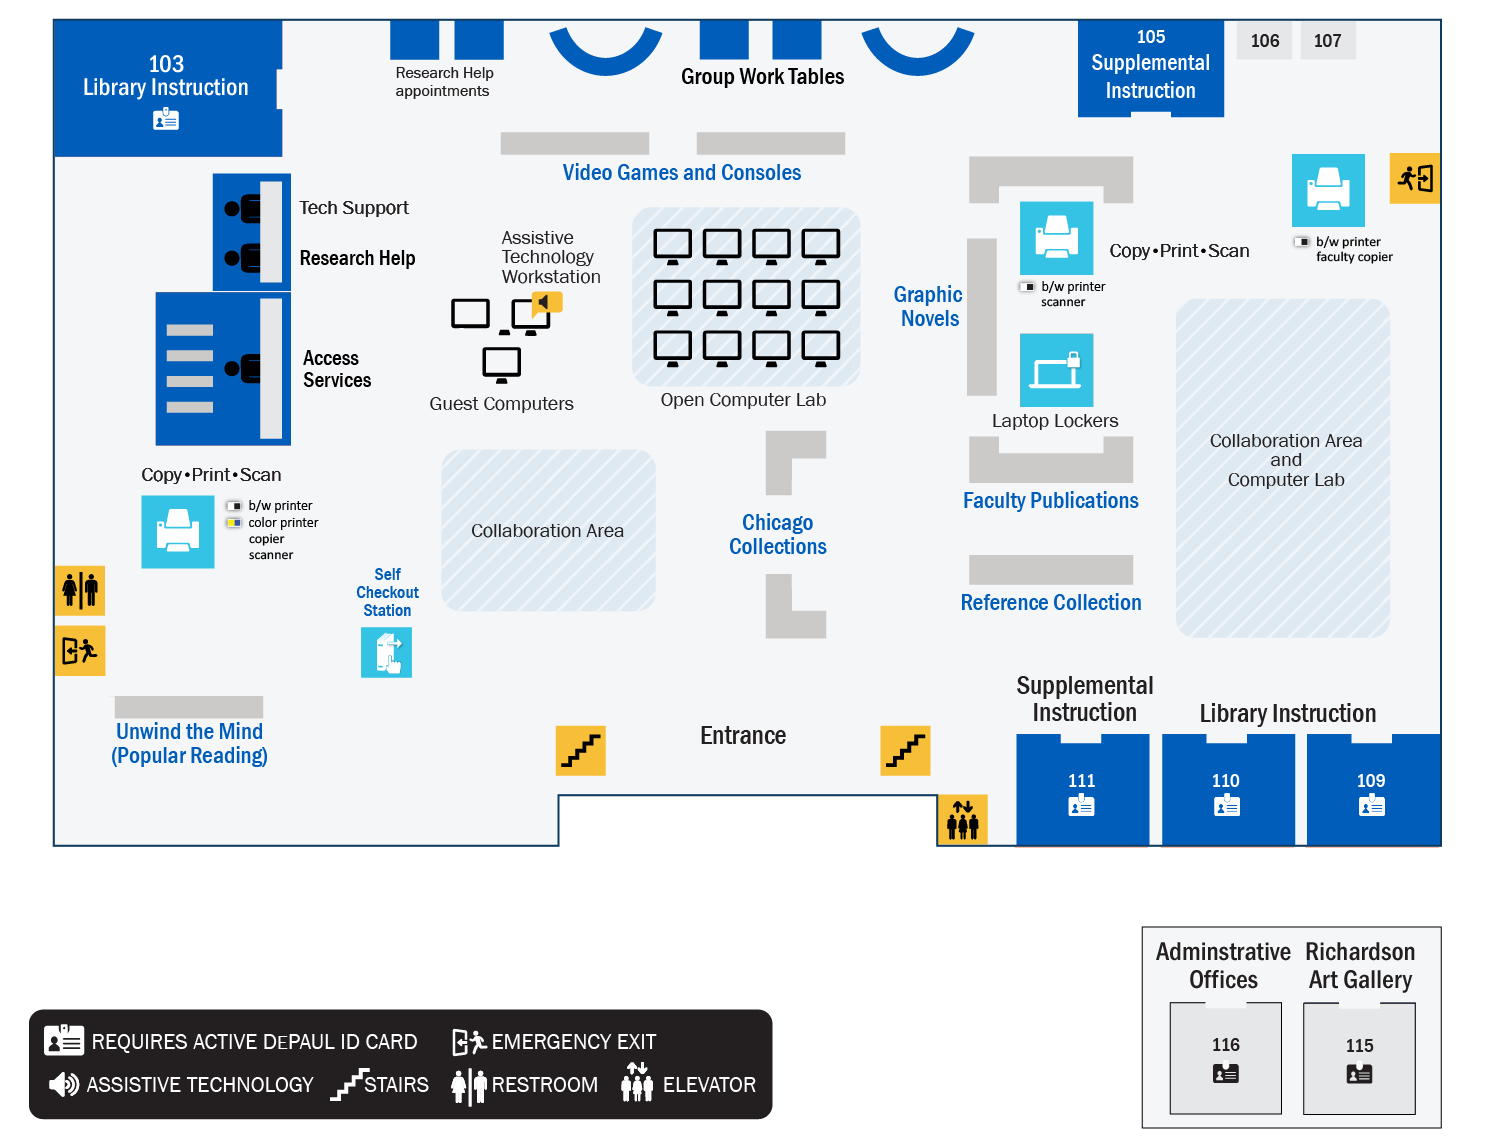 103
Library Instruction
Research Help
appointments
Group Work Tables
105
Supplemental
Instruction
106
107
Video Games and Consoles
Tech Support
Research Help
Access
Services
Assistive
Technology
Workstation
Guest Computers
Open Computer Lab
Graphic
Novels
Copy•Print•Scan
b/w printer
scanner
b/w printer
faculty copier
Laptop Lockers
Faculty Publications
Collaboration Area
and
Computer Lab
Copy•Print•Scan
b/w printer
color printer
copier
scanner
Collaboration Area
Chicago
Collections
Self
Checkout
Station
Reference Collection
Unwind the Mind
(Popular Reading)
Entrance
Supplemental
Instruction
Library Instruction
111
110
109
Adminstrative
Offices
Richardson
Art Gallery
116
115
REQUIRES ACTIVE DEPAUL ID CARD
EMERGENCY EXIT
ASSISTIVE TECHNOLOGY
STAIRS
RESTROOM
ELEVATOR